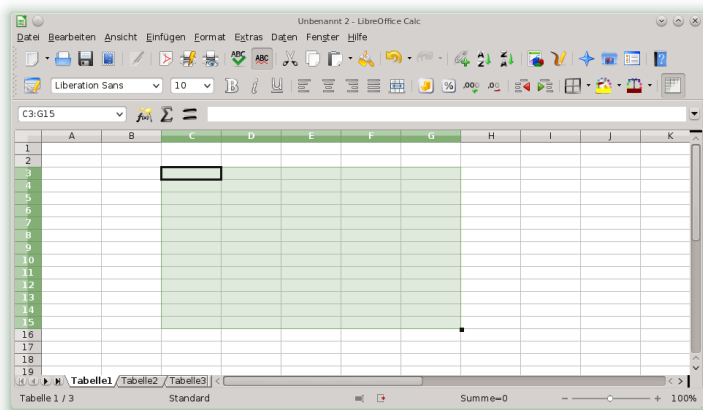 Unbenannt 2 - LibreOffice Calc
Datei Bearbeiten Ansicht Einfügen Format Extras Daten Fenster Hilfe
ABC ABC
Liberation Sans 10
C3:G15
A B C D E F G H I J K
1
2
3
4
5
6
7
8
9
10
11
12
13
14
15
16
17
18
19
Tabelle1 Tabelle2 Tabelle3
Tabelle 1 / 3 Standard Summe=0 100%